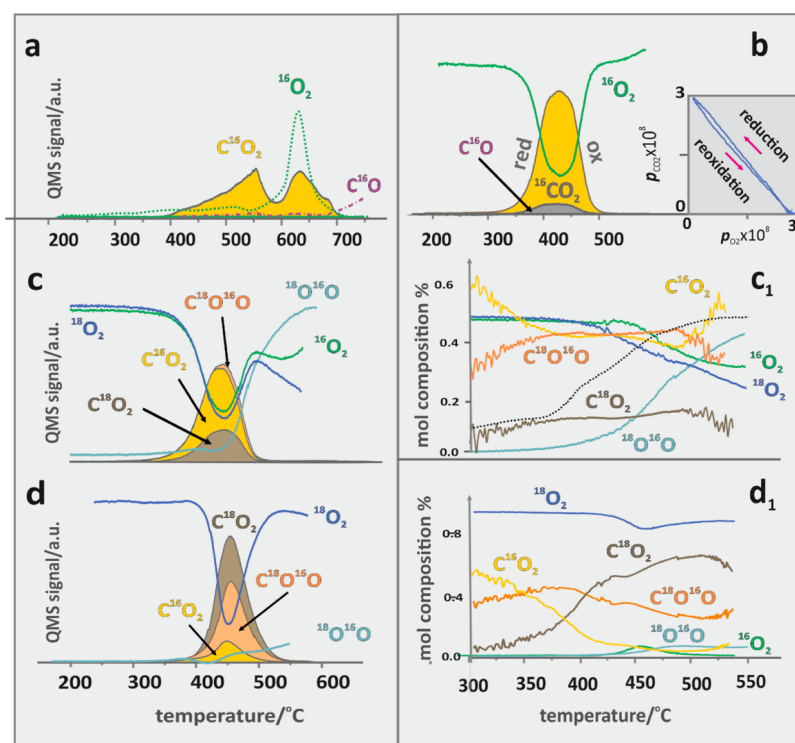 a
QMS signal/a.u.
C¹⁶O₂
¹⁶O₂
C¹⁶O
200 300 400 500 600 700
b
¹⁶O₂
C¹⁶O
red
ox
¹⁶CO₂
200 300 400 500
3
reduction
reoxidation
pCO2x10⁸
0
0
3
pO2x10⁸
c
QMS signal/a.u.
¹⁸O₂
C¹⁸O¹⁶O
¹⁸O¹⁶O
¹⁶O₂
C¹⁶O₂
C¹⁸O₂
c₁
mol composition %
0.6
0.4
0.2
0.0
C¹⁶O₂
C¹⁸O¹⁶O
¹⁶O₂
¹⁸O₂
C¹⁸O₂
¹⁸O¹⁶O
d
QMS signal/a.u.
C¹⁸O₂
¹⁸O₂
C¹⁸O¹⁶O
C¹⁶O₂
¹⁸O¹⁶O
200 300 400 500 600
temperature/°C
d₁
.mol composition %
0.8
0.4
0.0
¹⁸O₂
C¹⁸O₂
C¹⁶O₂
C¹⁸O¹⁶O
¹⁸O¹⁶O
¹⁶O₂
300 350 400 450 500 550
temperature/°C